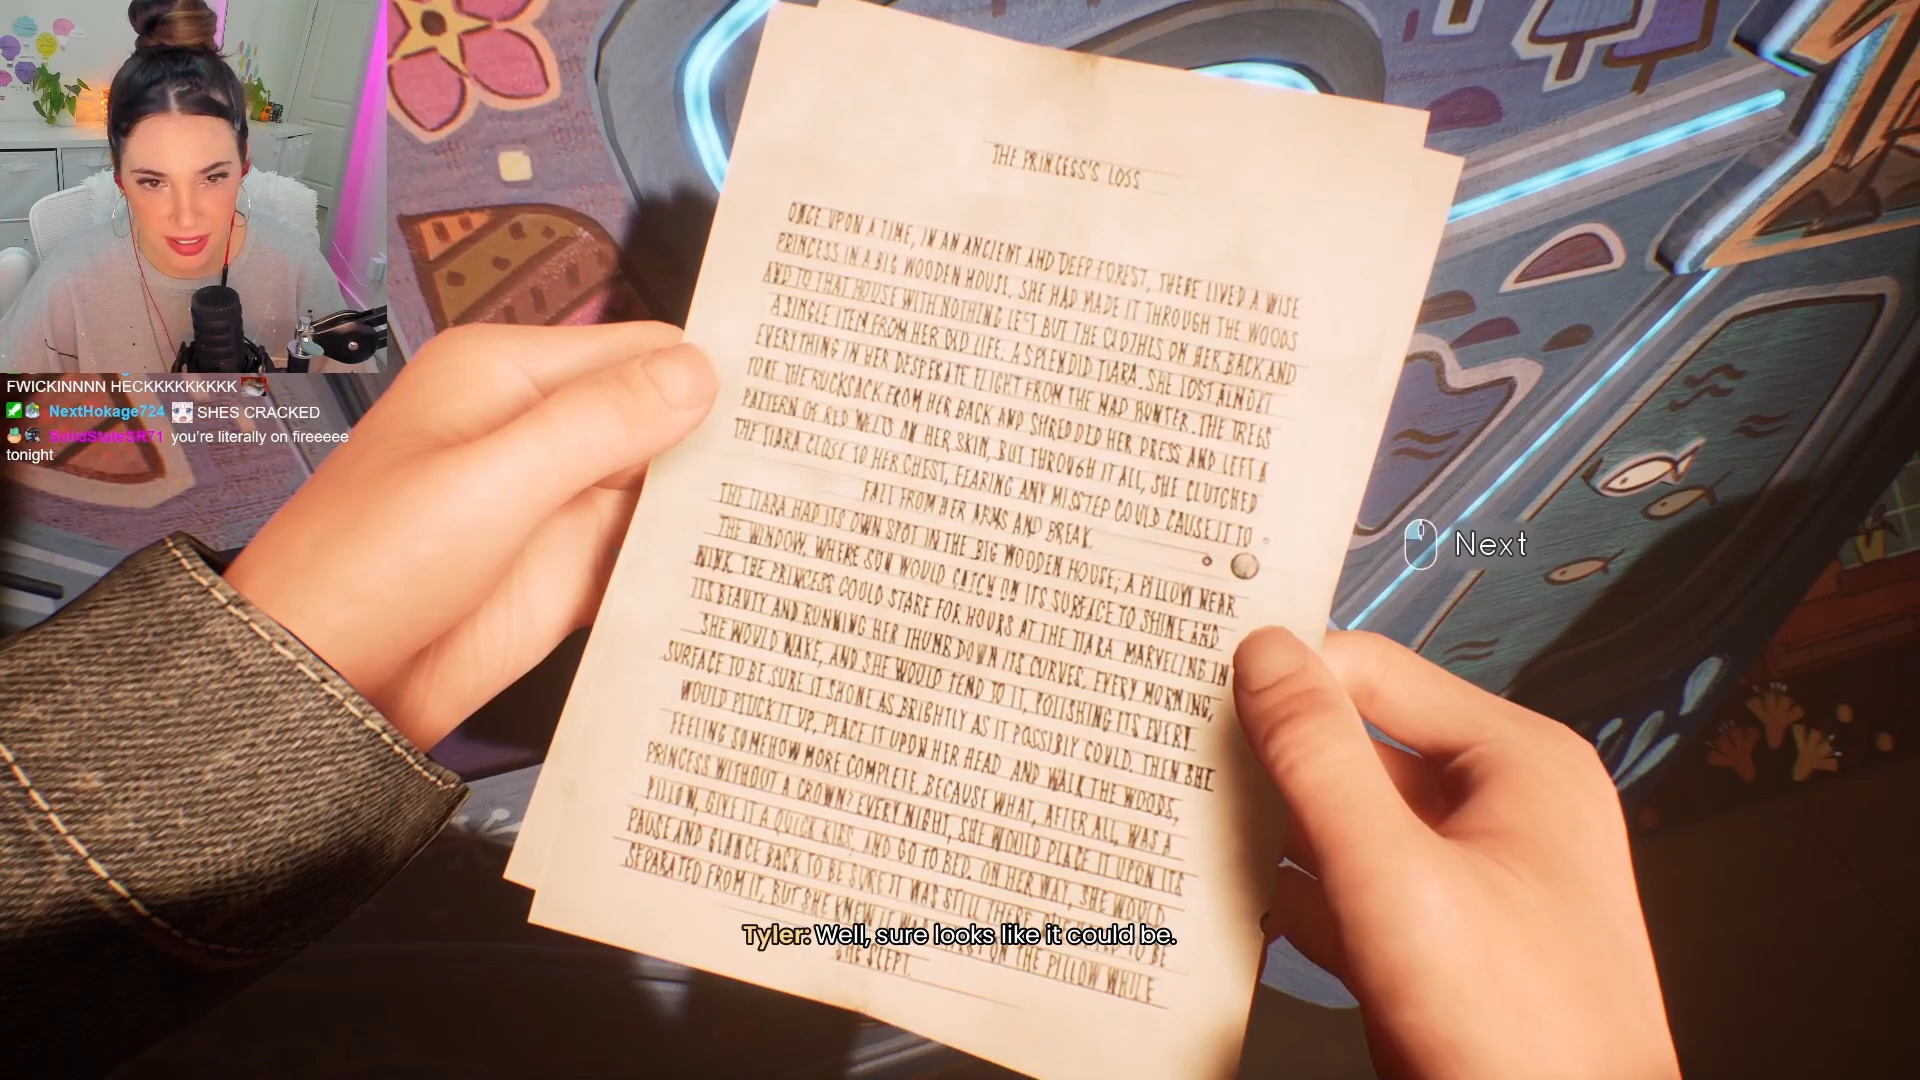 FWICKINNNN HECKKKKKKKKK
NextHokage724 SHES CRACKED
SolidStateSR71 you're literally on fireeeee
tonight
THE PRINCESS'S LOSS
ONCE UPON A TIME, IN AN ANCIENT AND DEEP FOREST, THERE LIVED A WISE
PRINCESS IN A BIG WOODEN HOUSE. SHE HAD MADE IT THROUGH THE WOODS
AND TO THAT HOUSE WITH NOTHING LEFT BUT THE CLOTHES ON HER BACK AND
A SINGLE ITEM FROM HER OLD LIFE. A SPLENDID TIARA. SHE LOST ALMOST
EVERYTHING IN HER DESPERATE FLIGHT FROM THE MAD HUNTER. THE TREES
TORE THE RUCKSACK FROM HER BACK AND SHREDDED HER DRESS AND LEFT A
PATTERN OF RED WELTS ON HER SKIN, BUT THROUGH IT ALL, SHE CLUTCHED
THE TIARA CLOSE TO HER CHEST, FEARING ANY MISSTEP COULD CAUSE IT TO
FALL FROM HER ARMS AND BREAK.
THE TIARA HAD ITS OWN SPOT IN THE BIG WOODEN HOUSE; A PILLOW NEAR
THE WINDOW, WHERE SUN WOULD CATCH ON ITS SURFACE TO SHINE AND
WINK. THE PRINCESS COULD STARE FOR HOURS AT THE TIARA MARVELING IN
ITS BEAUTY AND RUNNING HER THUMB DOWN ITS CURVES. EVERY MORNING,
SHE WOULD WAKE, AND SHE WOULD TEND TO IT, POLISHING ITS EVERY
SURFACE TO BE SURE IT SHONE AS BRIGHTLY AS IT POSSIBLY COULD. THEN SHE
WOULD PLUCK IT UP, PLACE IT UPON HER HEAD AND WALK THE WOODS,
FEELING SOMEHOW MORE COMPLETE. BECAUSE WHAT, AFTER ALL, WAS A
PRINCESS WITHOUT A CROWN? EVERY NIGHT, SHE WOULD PLACE IT UPON ITS
PILLOW, GIVE IT A QUICK KISS, AND GO TO BED. ON HER WAY, SHE WOULD
PAUSE AND GLANCE BACK TO BE SURE IT WAS STILL THERE. TO BE
SEPARATED FROM IT, BUT SHE KNEW IT WAS ON THE PILLOW WHILE
SHE SLEPT.
Next
Tyler: Well, sure looks like it could be.